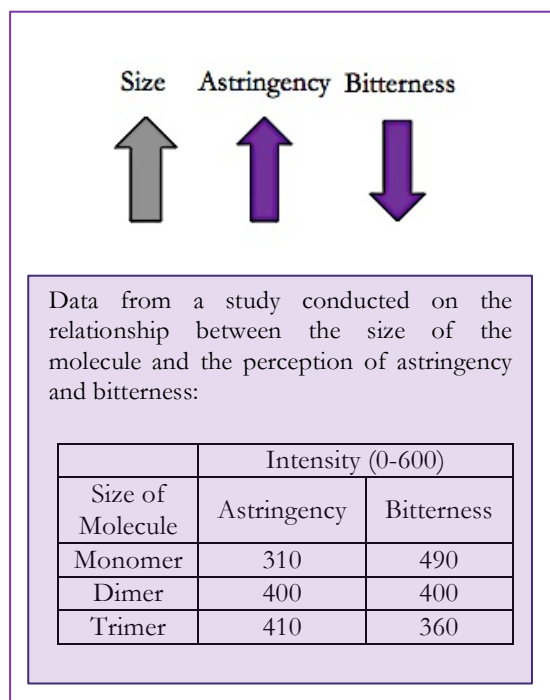 Size Astringency Bitterness
Data from a study conducted on the
relationship between the size of the
molecule and the perception of astringency
and bitterness:
Intensity (0-600)
Size of
Molecule Astringency Bitterness
Monomer 310 490
Dimer 400 400
Trimer 410 360